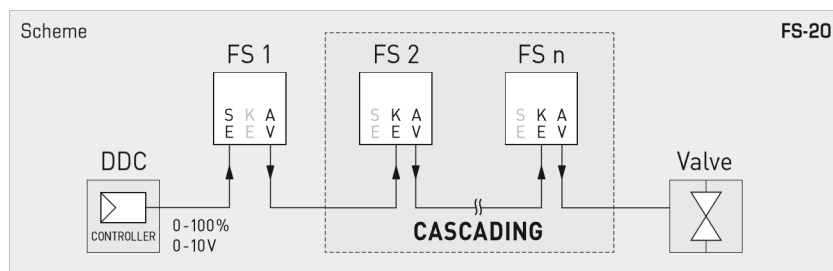 Scheme
FS-20
FS 1
FS 2
FS n
S K A
E E V
S K A
E E V
S K A
E E V
DDC
Valve
CONTROLLER
0-100%
0-10V
CASCADING